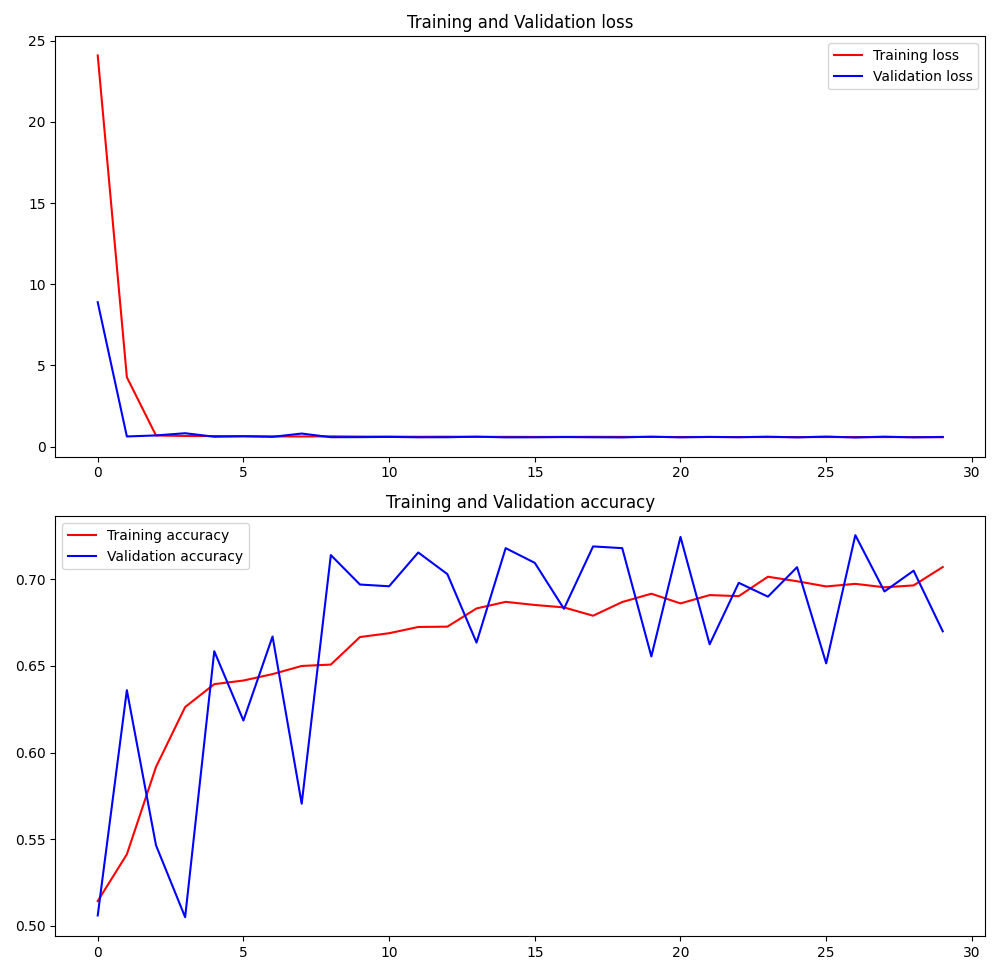 Training and Validation loss
25
20
15
10
5
0
Training loss
Validation loss
0 5 10 15 20 25 30
Training and Validation accuracy
Training accuracy
Validation accuracy
0.70
0.65
0.60
0.55
0.50
0 5 10 15 20 25 30